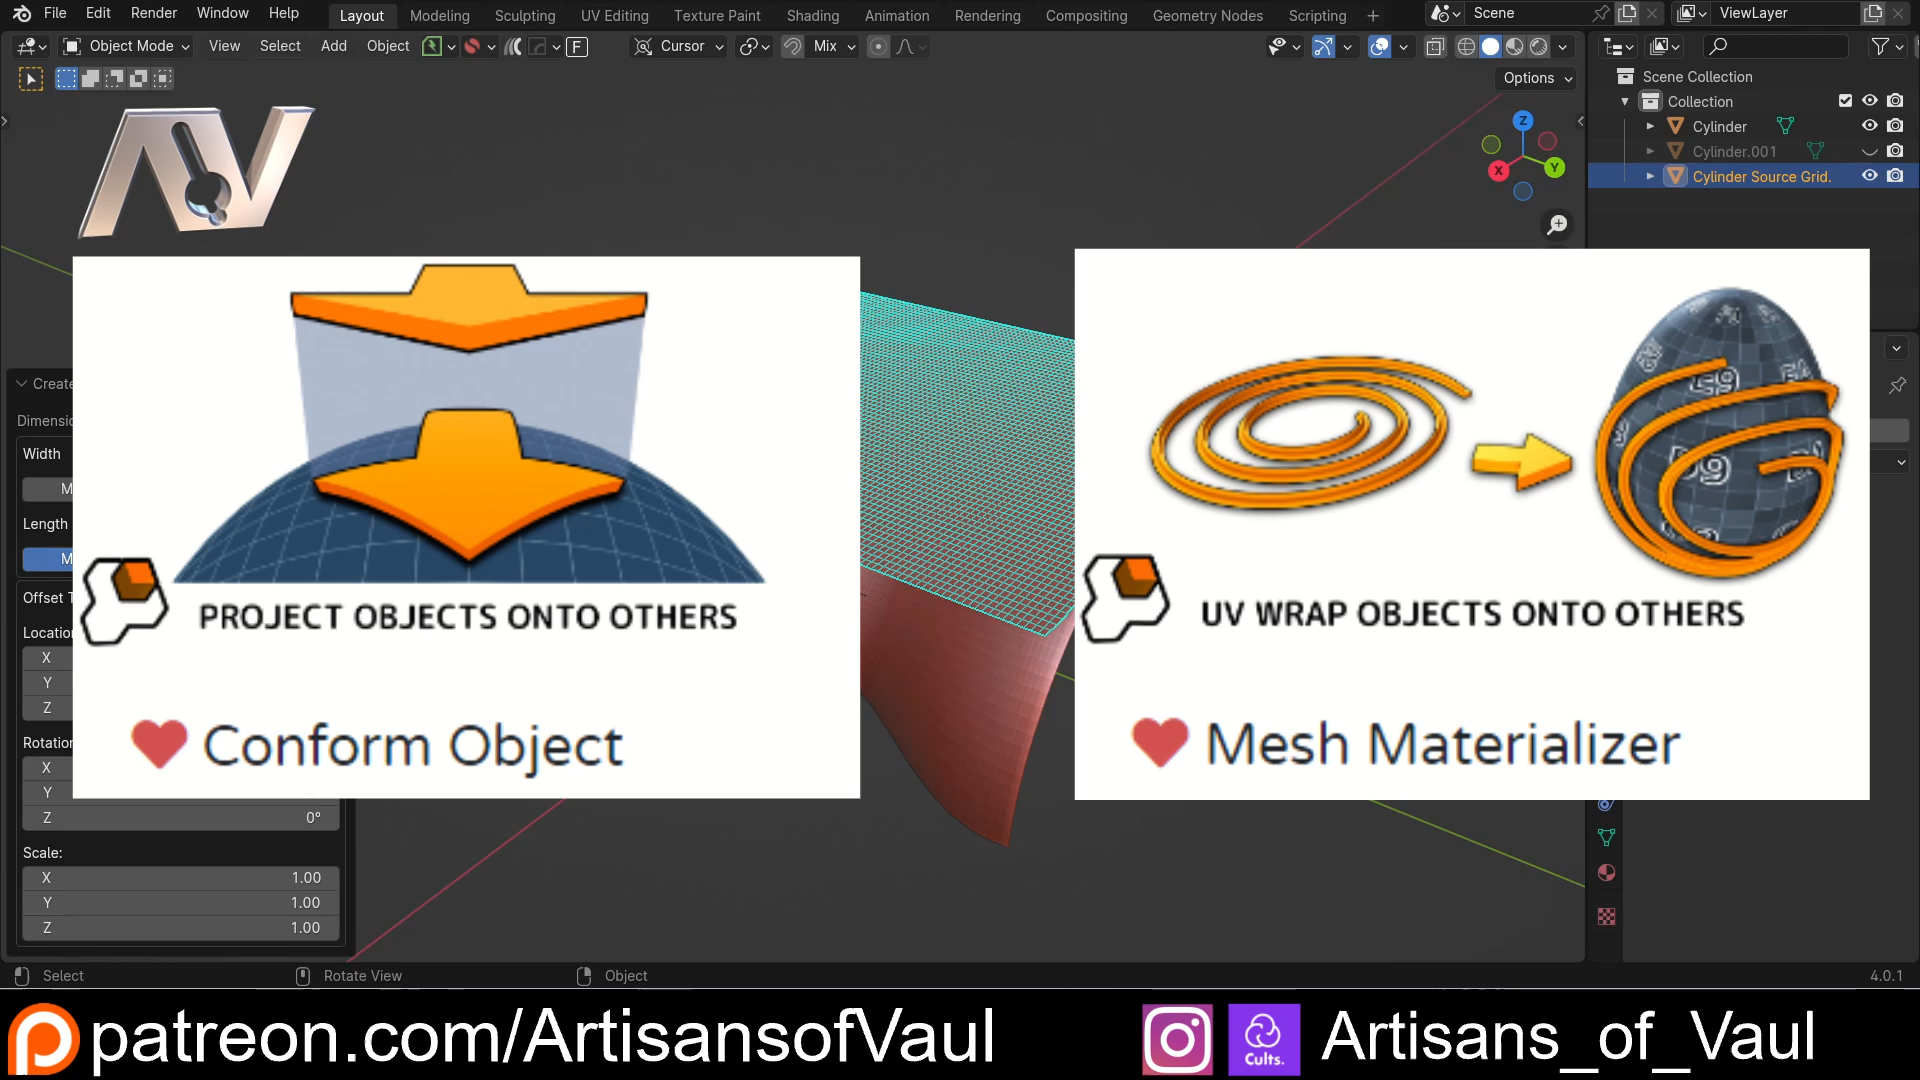 File Edit Render Window Help Layout Modeling Sculpting UV Editing Texture Paint Shading Animation Rendering Compositing Geometry Nodes Scripting + Scene ViewLayer
Object Mode View Select Add Object F Cursor Mix
Options
Scene Collection
Collection
Cylinder
Cylinder.001
Cylinder Source Grid.
Z
Y
X
AV
Create
Dimensi
Width
M
Length
M
Offset T
Location
X
Y
Z
Rotation
X
Y
Z 0°
Scale:
X 1.00
Y 1.00
Z 1.00
PROJECT OBJECTS ONTO OTHERS
Conform Object
UV WRAP OBJECTS ONTO OTHERS
Mesh Materializer
Select Rotate View Object 4.0.1
patreon.com/ArtisansofVaul Cults. Artisans_of_Vaul